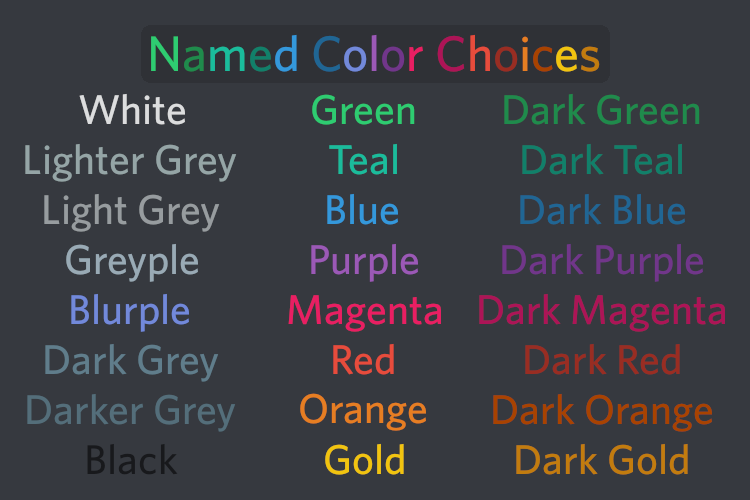 Named Color Choices
White Green Dark Green
Lighter Grey Teal Dark Teal
Light Grey Blue Dark Blue
Greyple Purple Dark Purple
Blurple Magenta Dark Magenta
Dark Grey Red Dark Red
Darker Grey Orange Dark Orange
Black Gold Dark Gold